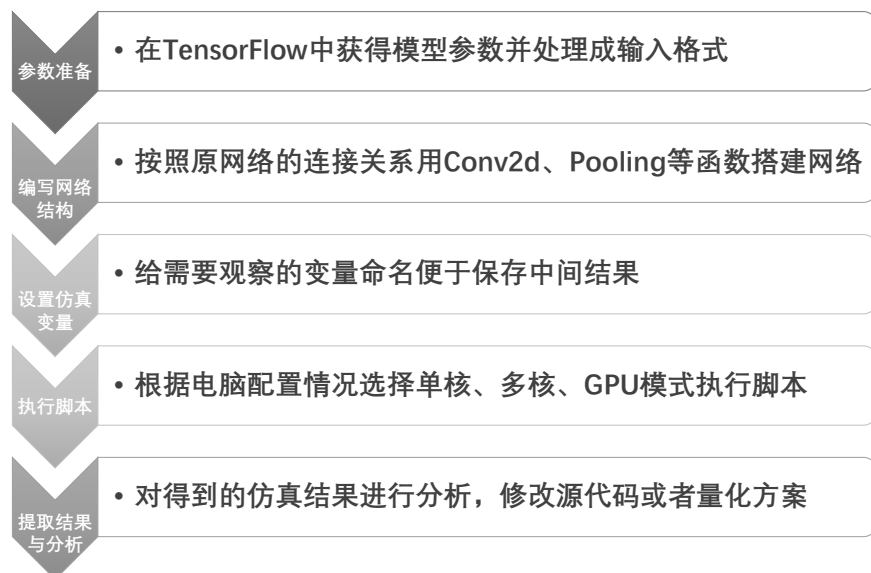 参数准备
• 在TensorFlow中获得模型参数并处理成输入格式
编写网络
结构
• 按照原网络的连接关系用Conv2d、Pooling等函数搭建网络
设置仿真
变量
• 给需要观察的变量命名便于保存中间结果
执行脚本
• 根据电脑配置情况选择单核、多核、GPU模式执行脚本
提取结果
与分析
• 对得到的仿真结果进行分析，修改源代码或者量化方案